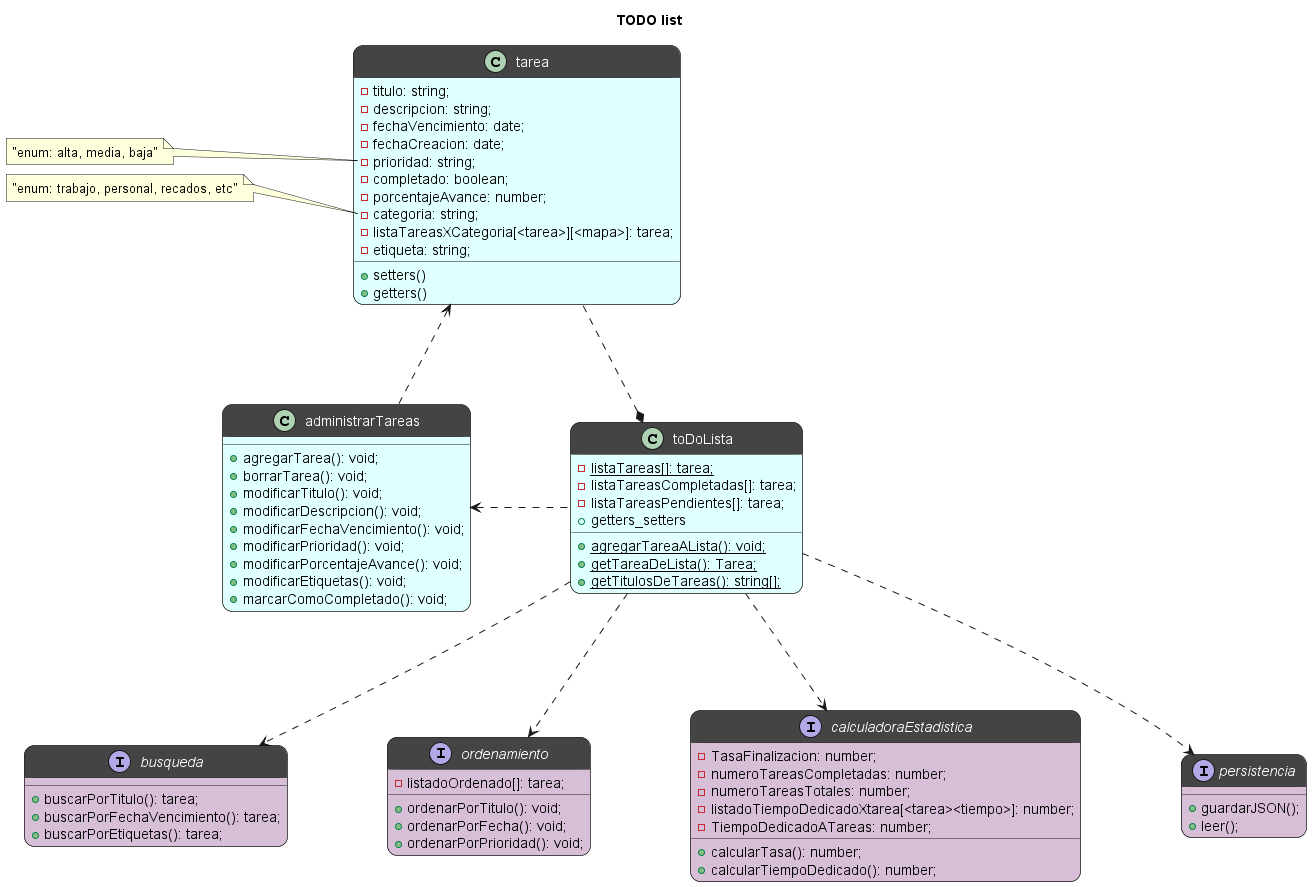 TODO list
C tarea
titulo: string;
descripcion: string;
fechaVencimiento: date;
fechaCreacion: date;
prioridad: string;
completado: boolean;
porcentajeAvance: number;
categoria: string;
listaTareasXCategoria[<tarea>][<mapa>]: tarea;
etiqueta: string;
setters()
getters()
"enum: alta, media, baja"
"enum: trabajo, personal, recados, etc"
C administrarTareas
agregarTarea(): void;
borrarTarea(): void;
modificarTitulo(): void;
modificarDescripcion(): void;
modificarFechaVencimiento(): void;
modificarPrioridad(): void;
modificarPorcentajeAvance(): void;
modificarEtiquetas(): void;
marcarComoCompletado(): void;
C toDoLista
listaTareas[]: tarea;
listaTareasCompletadas[]: tarea;
listaTareasPendientes[]: tarea;
getters_setters
agregarTareaALista(): void;
getTareaDeLista(): Tarea;
getTitulosDeTareas(): string[];
I busqueda
buscarPorTitulo(): tarea;
buscarPorFechaVencimiento(): tarea;
buscarPorEtiquetas(): tarea;
I ordenamiento
listadoOrdenado[]: tarea;
ordenarPorTitulo(): void;
ordenarPorFecha(): void;
ordenarPorPrioridad(): void;
I calculadoraEstadistica
TasaFinalizacion: number;
numeroTareasCompletadas: number;
numeroTareasTotales: number;
listadoTiempoDedicadoXtarea[<tarea><tiempo>]: number;
TiempoDedicadoATareas: number;
calcularTasa(): number;
calcularTiempoDedicado(): number;
I persistencia
guardarJSON();
leer();